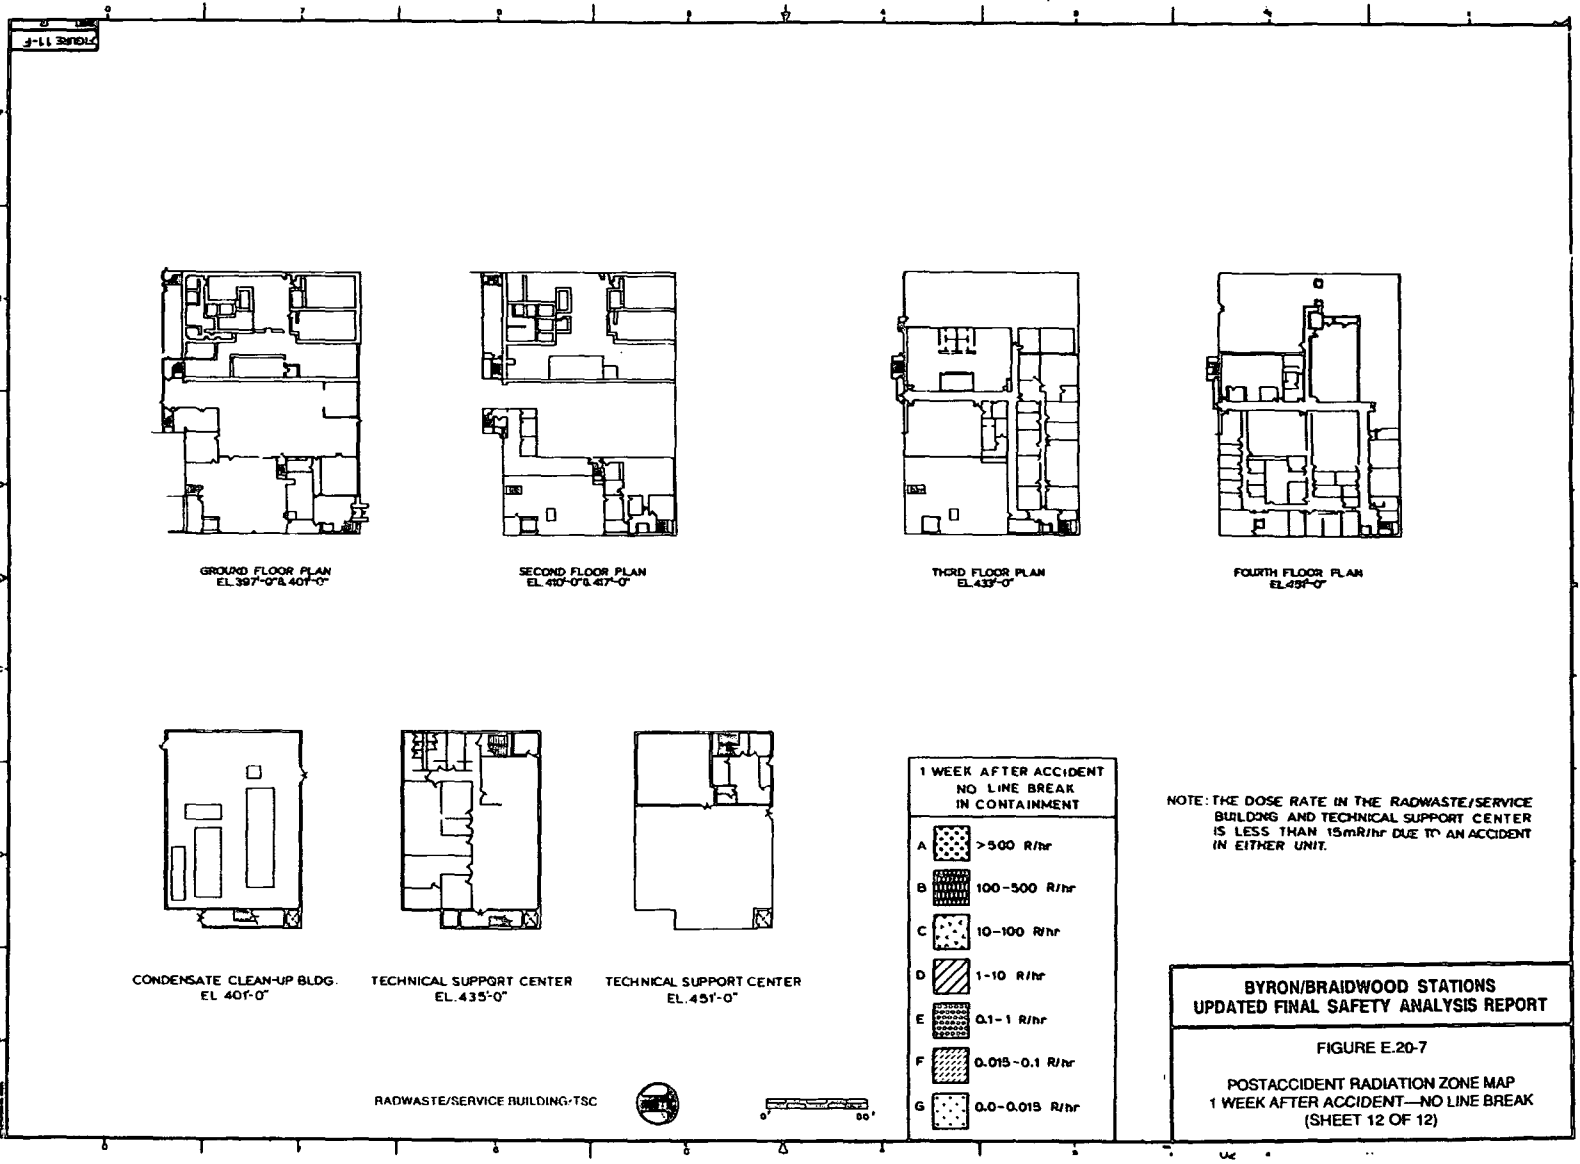 FIGURE 11-F
GROUND FLOOR PLAN
EL. 397'-0" & 401'-0"
SECOND FLOOR PLAN
EL. 410'-0" & 417'-0"
THIRD FLOOR PLAN
EL. 433'-0"
FOURTH FLOOR PLAN
EL. 451'-0"
CONDENSATE CLEAN-UP BLDG.
EL 401'-0"
TECHNICAL SUPPORT CENTER
EL. 435'-0"
TECHNICAL SUPPORT CENTER
EL. 451'-0"
RADWASTE/SERVICE BUILDING-TSC
0'
1 WEEK AFTER ACCIDENT
NO LINE BREAK
IN CONTAINMENT
A >500 R/hr
B 100-500 R/hr
C 10-100 R/hr
D 1-10 R/hr
E 0.1-1 R/hr
F 0.015-0.1 R/hr
G 0.0-0.015 R/hr
NOTE: THE DOSE RATE IN THE RADWASTE/SERVICE
BUILDING AND TECHNICAL SUPPORT CENTER
IS LESS THAN 15mR/hr DUE TO AN ACCIDENT
IN EITHER UNIT.
BYRON/BRAIDWOOD STATIONS
UPDATED FINAL SAFETY ANALYSIS REPORT
FIGURE E.20-7
POSTACCIDENT RADIATION ZONE MAP
1 WEEK AFTER ACCIDENT—NO LINE BREAK
(SHEET 12 OF 12)